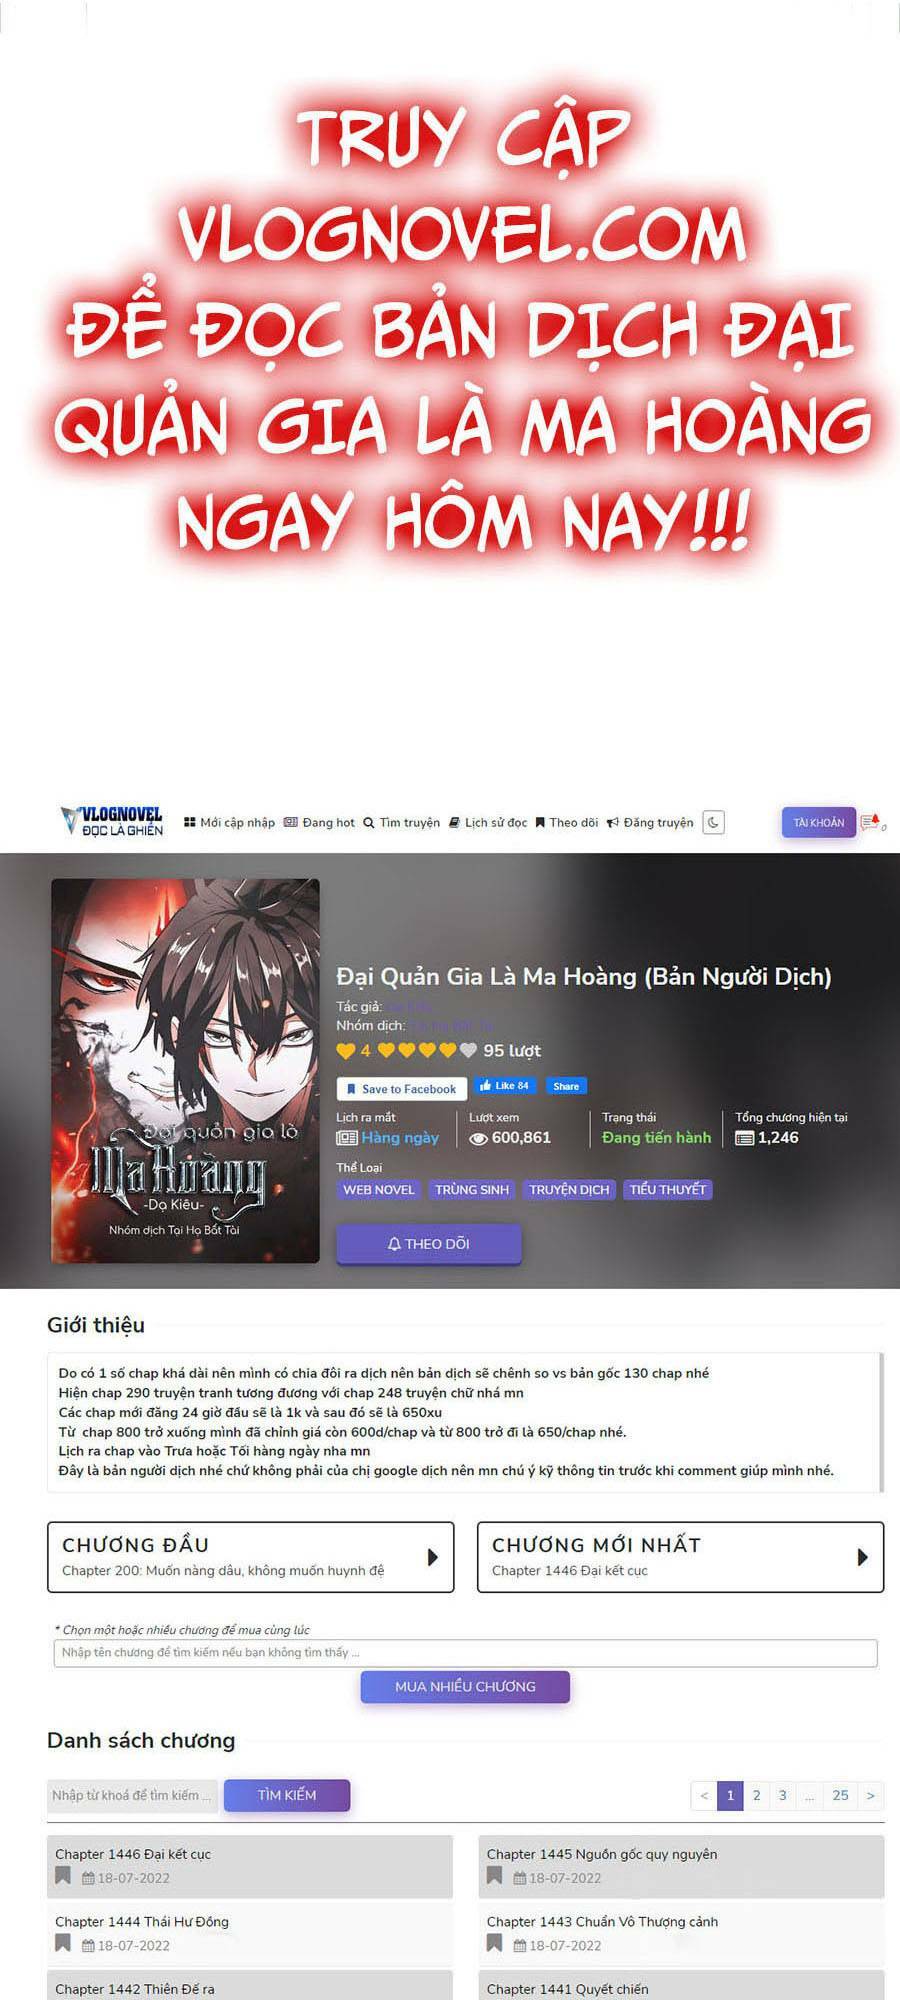 TRUY CẬP
VLOGNOVEL.COM
ĐỂ ĐỌC BẢN DỊCH ĐẠI
QUẢN GIA LÀ MA HOÀNG
NGAY HÔM NAY!!!
VLOGNOVEL
ĐỌC LÀ GHIỀN
Mới cập nhập Đang hot Tìm truyện Lịch sử đọc Theo dõi Đăng truyện
TÀI KHOẢN
0
Đại Quản Gia Là Ma Hoàng (Bản Người Dịch)
Tác giả:
Nhóm dịch:
4 95 lượt
Save to Facebook Like 84 Share
Lịch ra mắt Lượt xem Trạng thái Tổng chương hiện tại
Hàng ngày 600,861 Đang tiến hành 1,246
Thể Loại
WEB NOVEL TRÙNG SINH TRUYỆN DỊCH TIỂU THUYẾT
THEO DÕI
Đại quản gia là
Ma Hoàng
-Dạ Kiêu-
Nhóm dịch Tại Hạ Bất Tài
Giới thiệu
Do có 1 số chap khá dài nên mình có chia đôi ra dịch nên bản dịch sẽ chênh so vs bản gốc 130 chap nhé
Hiện chap 290 truyện tranh tương đương với chap 248 truyện chữ nhá mn
Các chap mới đăng 24 giờ đầu sẽ là 1k và sau đó sẽ là 650xu
Từ chap 800 trở xuống mình đã chỉnh giá còn 600đ/chap và từ 800 trở đi là 650/chap nhé.
Lịch ra chap vào Trưa hoặc Tối hàng ngày nha mn
Đây là bản người dịch nhé chứ không phải của chị google dịch nên mn chú ý kỹ thông tin trước khi comment giúp mình nhé.
CHƯƠNG ĐẦU
Chapter 200: Muốn nàng dâu, không muốn huynh đệ
CHƯƠNG MỚI NHẤT
Chapter 1446 Đại kết cục
* Chọn một hoặc nhiều chương để mua cùng lúc
Nhập tên chương để tìm kiếm nếu bạn không tìm thấy ...
MUA NHIỀU CHƯƠNG
Danh sách chương
Nhập từ khoá để tìm kiếm ... TÌM KIẾM < 1 2 3 ... 25 >
Chapter 1446 Đại kết cục
18-07-2022
Chapter 1445 Nguồn gốc quy nguyên
18-07-2022
Chapter 1444 Thái Hư Đồng
18-07-2022
Chapter 1443 Chuẩn Vô Thượng cảnh
18-07-2022
Chapter 1442 Thiên Đế ra
Chapter 1441 Quyết chiến